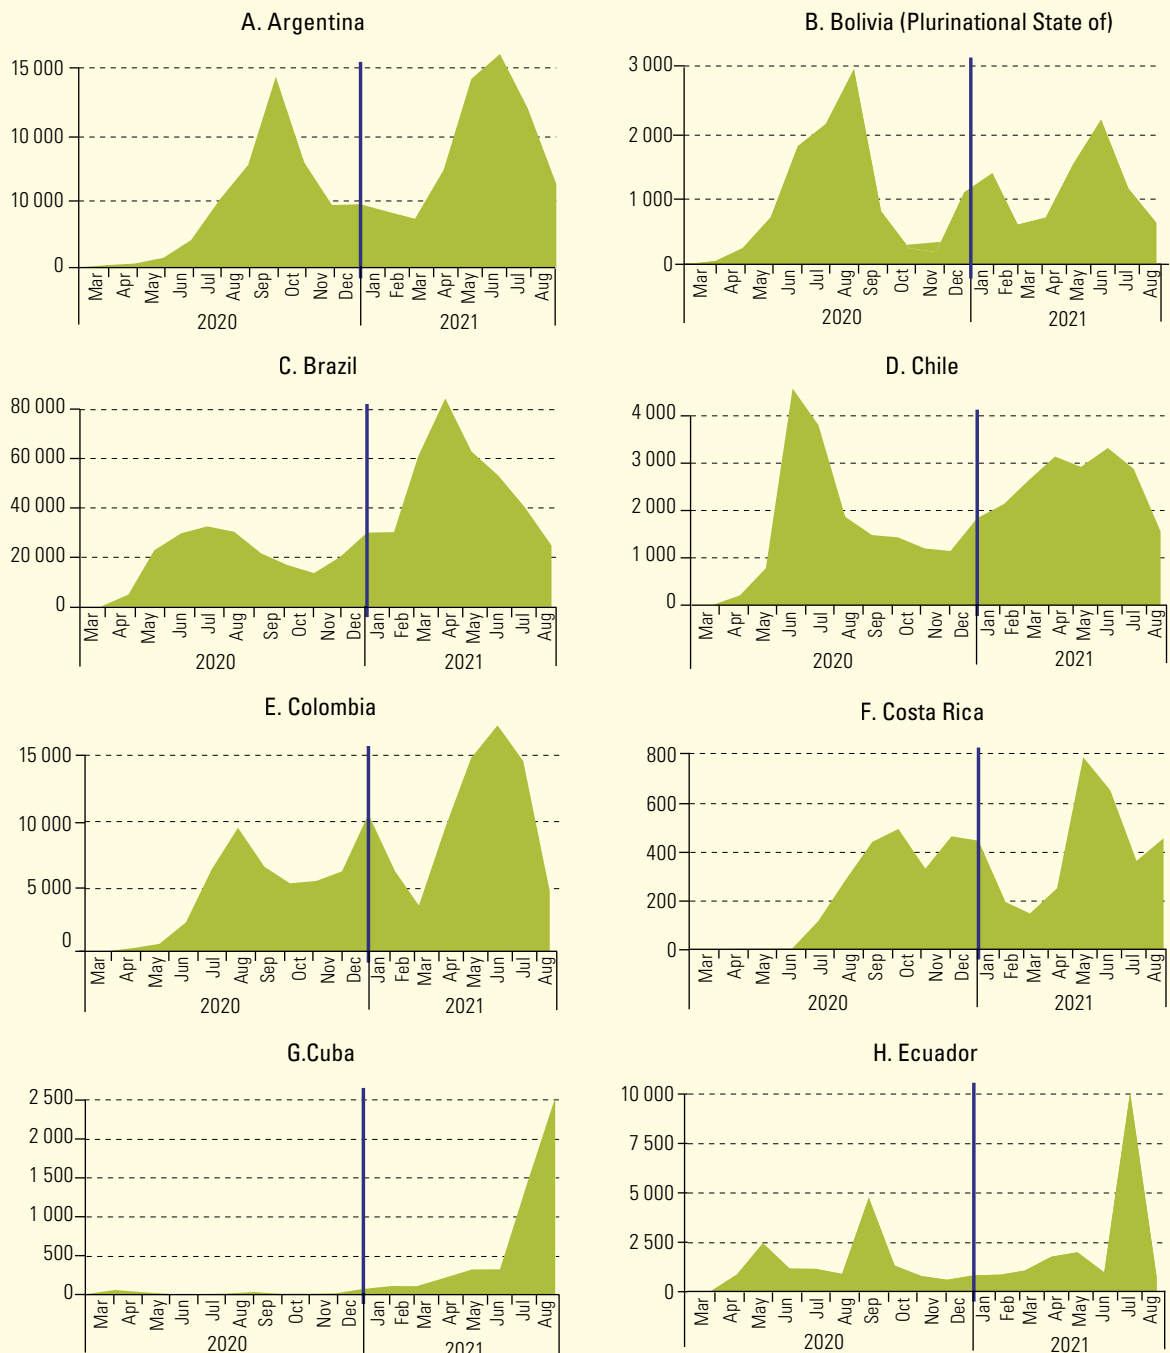 A. Argentina
15 000
10 000
10 000
0
Mar Apr May Jun Jul Aug Sep Oct Nov Dec Jan Feb Mar Apr May Jun Jul Aug
2020 2021
B. Bolivia (Plurinational State of)
3 000
2 000
1 000
0
Mar Apr May Jun Jul Aug Sep Oct Nov Dec Jan Feb Mar Apr May Jun Jul Aug
2020 2021
C. Brazil
80 000
60 000
40 000
20 000
0
Mar Apr May Jun Jul Aug Sep Oct Nov Dec Jan Feb Mar Apr May Jun Jul Aug
2020 2021
D. Chile
4 000
3 000
2 000
1 000
0
Mar Apr May Jun Jul Aug Sep Oct Nov Dec Jan Feb Mar Apr May Jun Jul Aug
2020 2021
E. Colombia
15 000
10 000
5 000
0
Mar Apr May Jun Jul Aug Sep Oct Nov Dec Jan Feb Mar Apr May Jun Jul Aug
2020 2021
F. Costa Rica
800
600
400
200
0
Mar Apr May Jun Jul Aug Sep Oct Nov Dec Jan Feb Mar Apr May Jun Jul Aug
2020 2021
G.Cuba
2 500
2 000
1 500
1 000
500
0
Mar Apr May Jun Jul Aug Sep Oct Nov Dec Jan Feb Mar Apr May Jun Jul Aug
2020 2021
H. Ecuador
10 000
7 500
5 000
2 500
0
Mar Apr May Jun Jul Aug Sep Oct Nov Dec Jan Feb Mar Apr May Jun Jul Aug
2020 2021